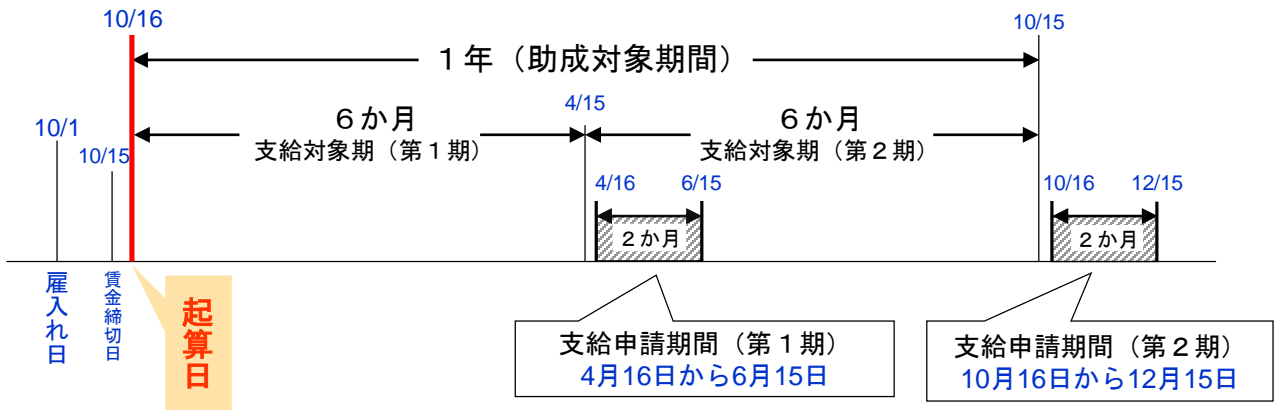 10/16
10/15
１年（助成対象期間）
4/15
10/1
６か月
６か月
10/15
支給対象期（第１期）
支給対象期（第２期）
4/16
6/15
10/16
12/15
２か月
２か月
雇入れ日
賃金締切日
起算日
支給申請期間（第１期）
4月16日から6月15日
支給申請期間（第２期）
10月16日から12月15日